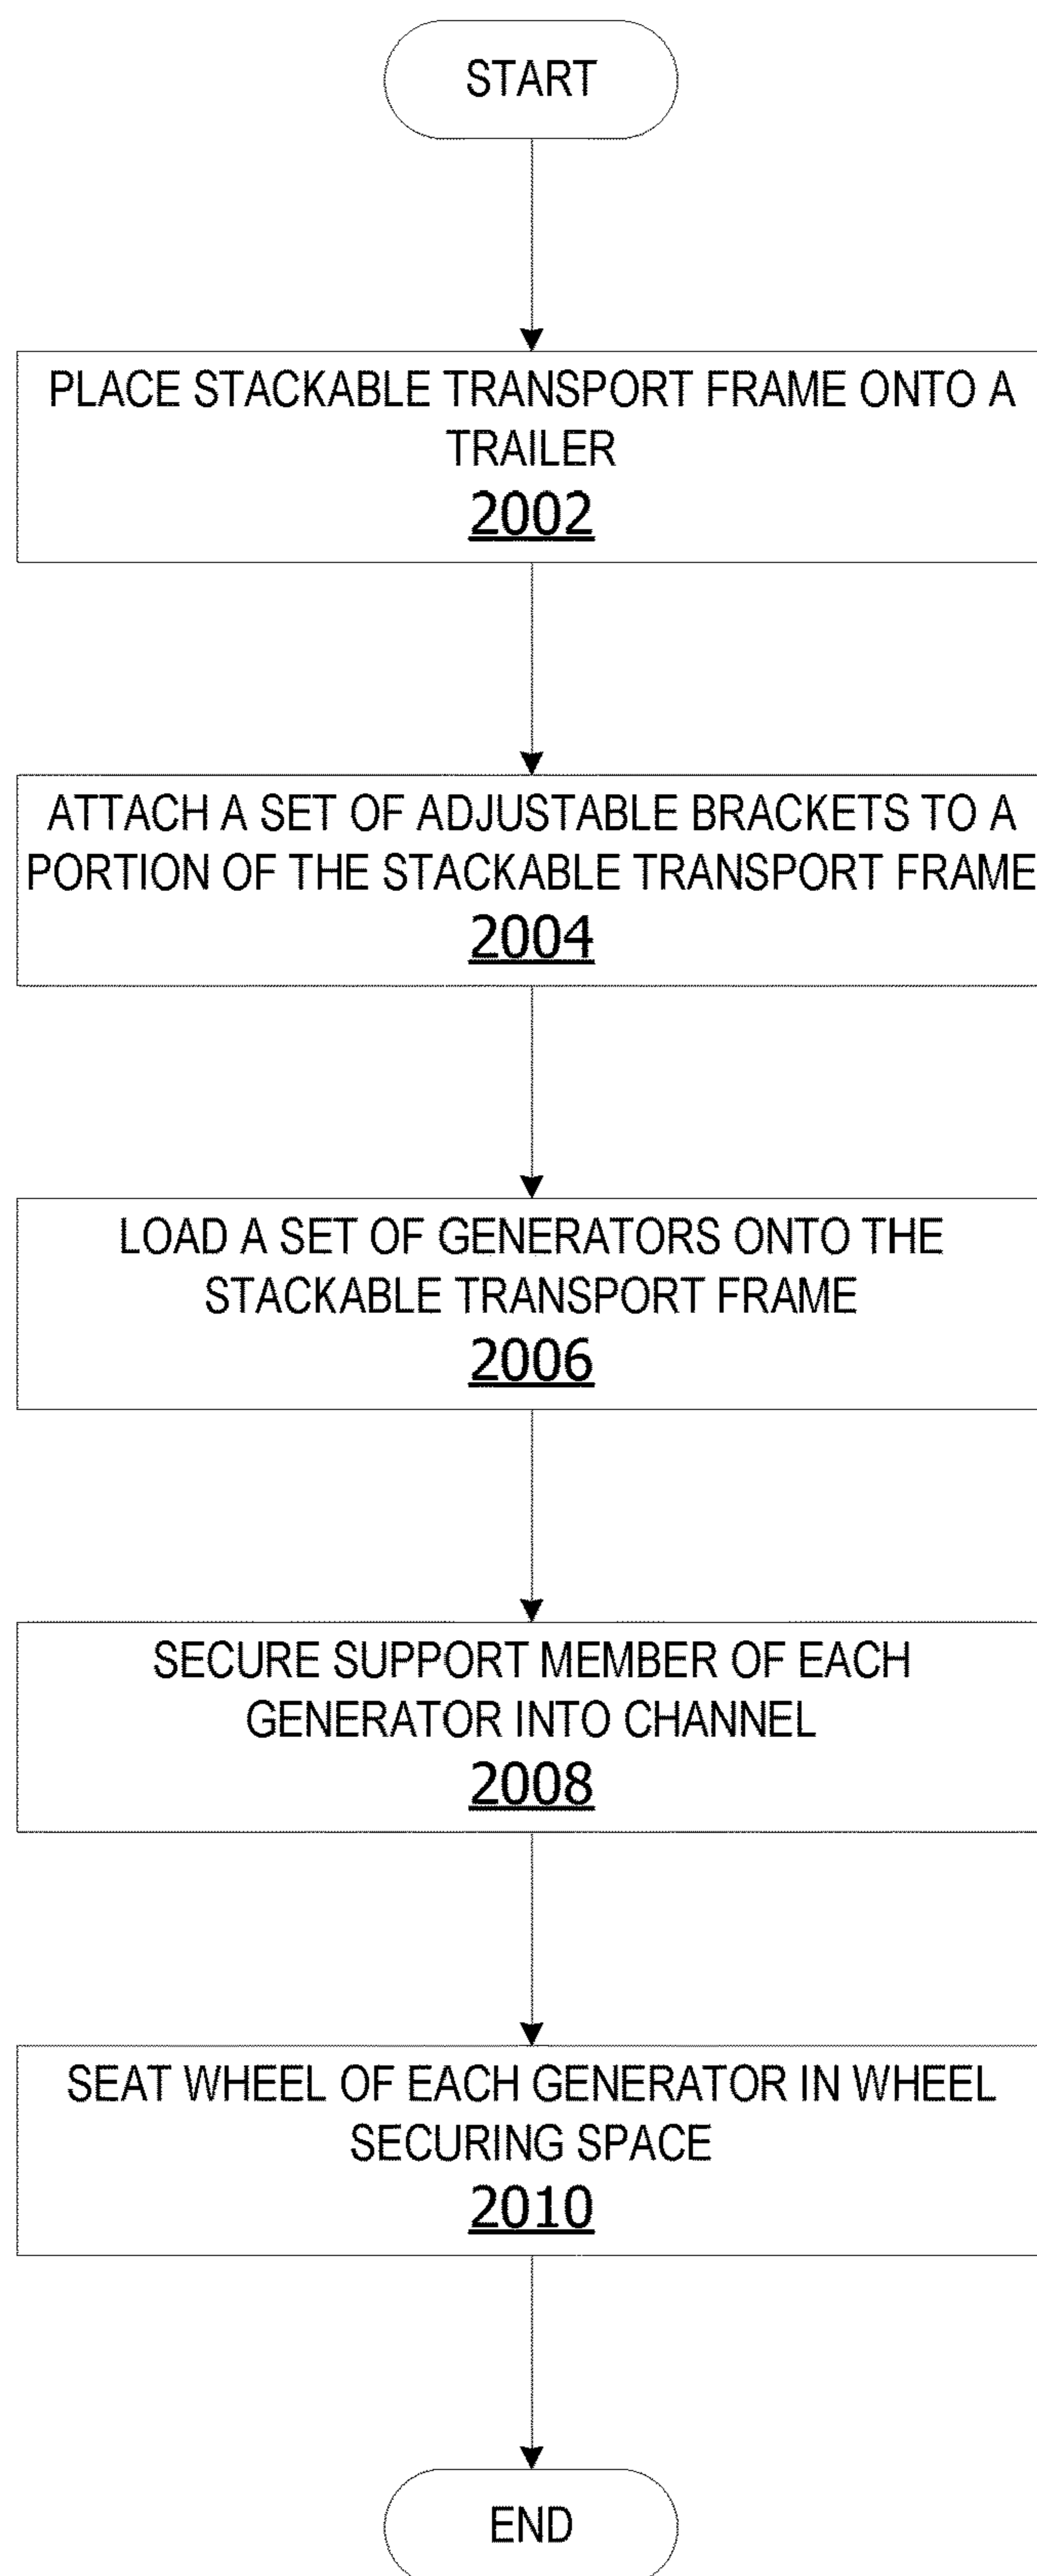 START
PLACE STACKABLE TRANSPORT FRAME ONTO A
TRAILER
2002
ATTACH A SET OF ADJUSTABLE BRACKETS TO A
PORTION OF THE STACKABLE TRANSPORT FRAME
2004
LOAD A SET OF GENERATORS ONTO THE
STACKABLE TRANSPORT FRAME
2006
SECURE SUPPORT MEMBER OF EACH
GENERATOR INTO CHANNEL
2008
SEAT WHEEL OF EACH GENERATOR IN WHEEL
SECURING SPACE
2010
END